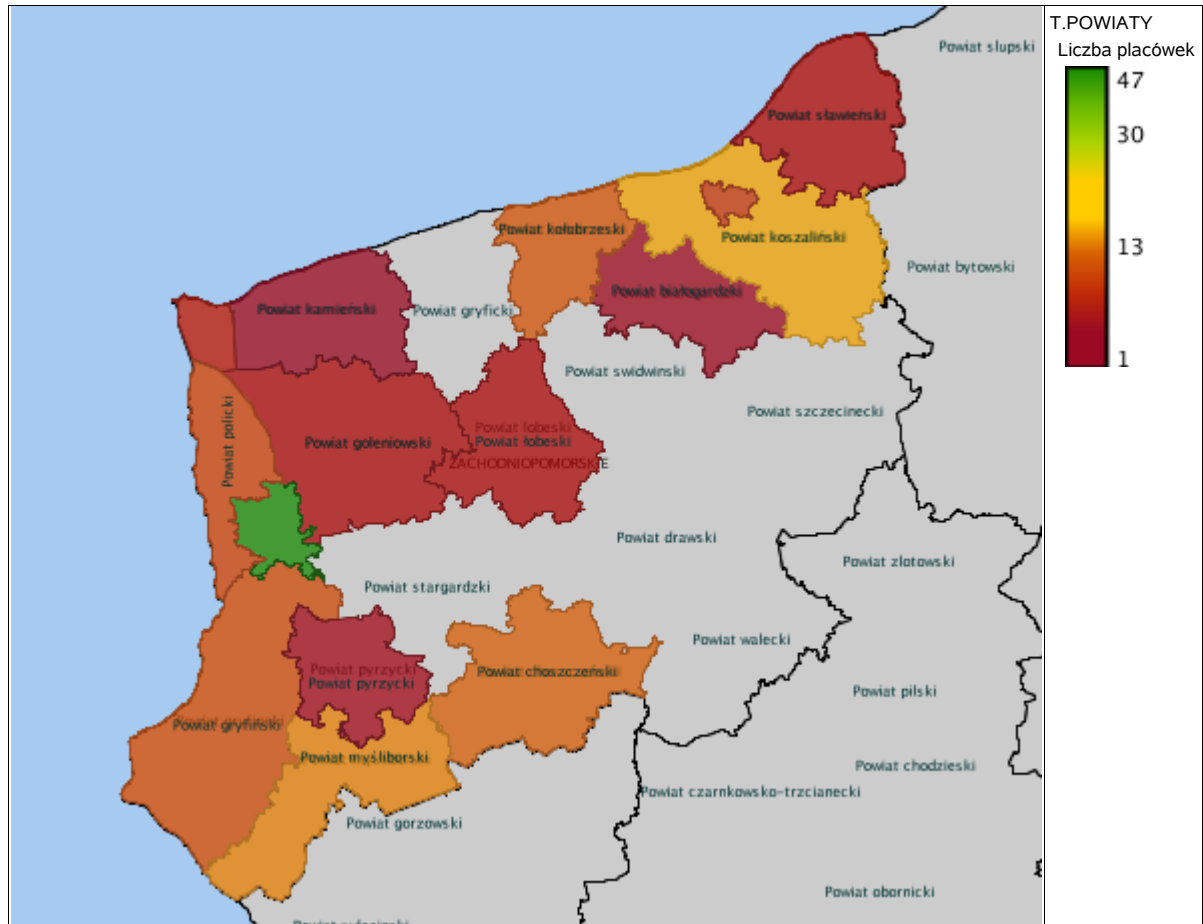 T.POWIATY
Liczba placówek
47
30
13
1
Powiat slupski
Powiat sławieński
Powiat kołobrzeski
Powiat koszaliński
Powiat bytowski
Powiat białogardzki
Powiat kamieński
Powiat gryficki
Powiat swidwinski
Powiat szczecinecki
Powiat policki
Powiat goleniowski
Powiat lobeski
Powiat łobeski
ZACHODNIOPOMORSKIE
Powiat drawski
Powiat zlotowski
Powiat stargardzki
Powiat walecki
Powiat pyrzycki
Powiat pyrzycki
Powiat choszczeński
Powiat pilski
Powiat gryfiński
Powiat myśliborski
Powiat chodzieski
Powiat czarnkowsko-trzcianecki
Powiat gorzowski
Powiat obornicki